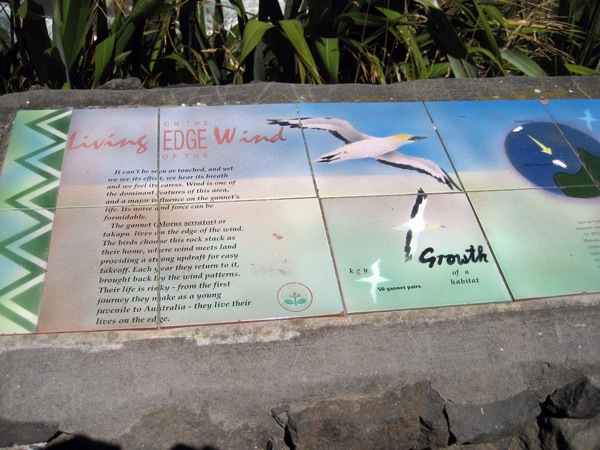 Living ON THE EDGE OF THE Wind
It can't be seen or touched, and yet
we see its effect, we hear its breath
and we feel its caress. Wind is one of
the dominant features of this area,
and a major influence on the gannet's
life. Its noise and force can be
formidable.
The gannet (Morus serrator) or
takapu lives on the edge of the wind.
The birds choose this rock stack as
their home, where wind meets land
providing a strong updraft for easy
takeoff. Each year they return to it,
brought back by the wind patterns.
Their life is risky - from the first
journey they make as a young
juvenile to Australia - they live their
lives on the edge.
Growth
of a
habitat
key
50 gannet pairs